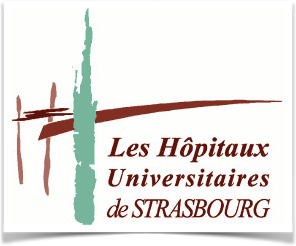 Les Hôpitaux
Universitaires
de STRASBOURG